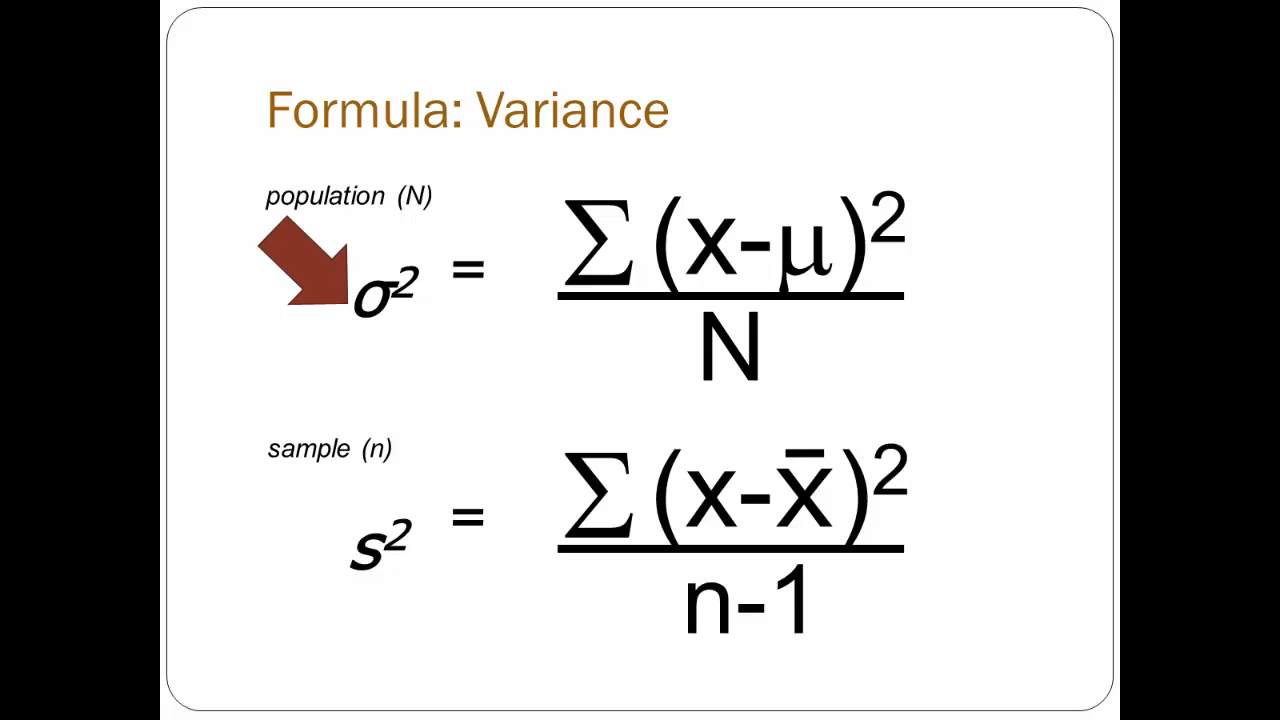 Formula: Variance
population (N)
σ² = ∑(x-μ)²
N
sample (n)
s² = ∑(x-x̄)²
n-1